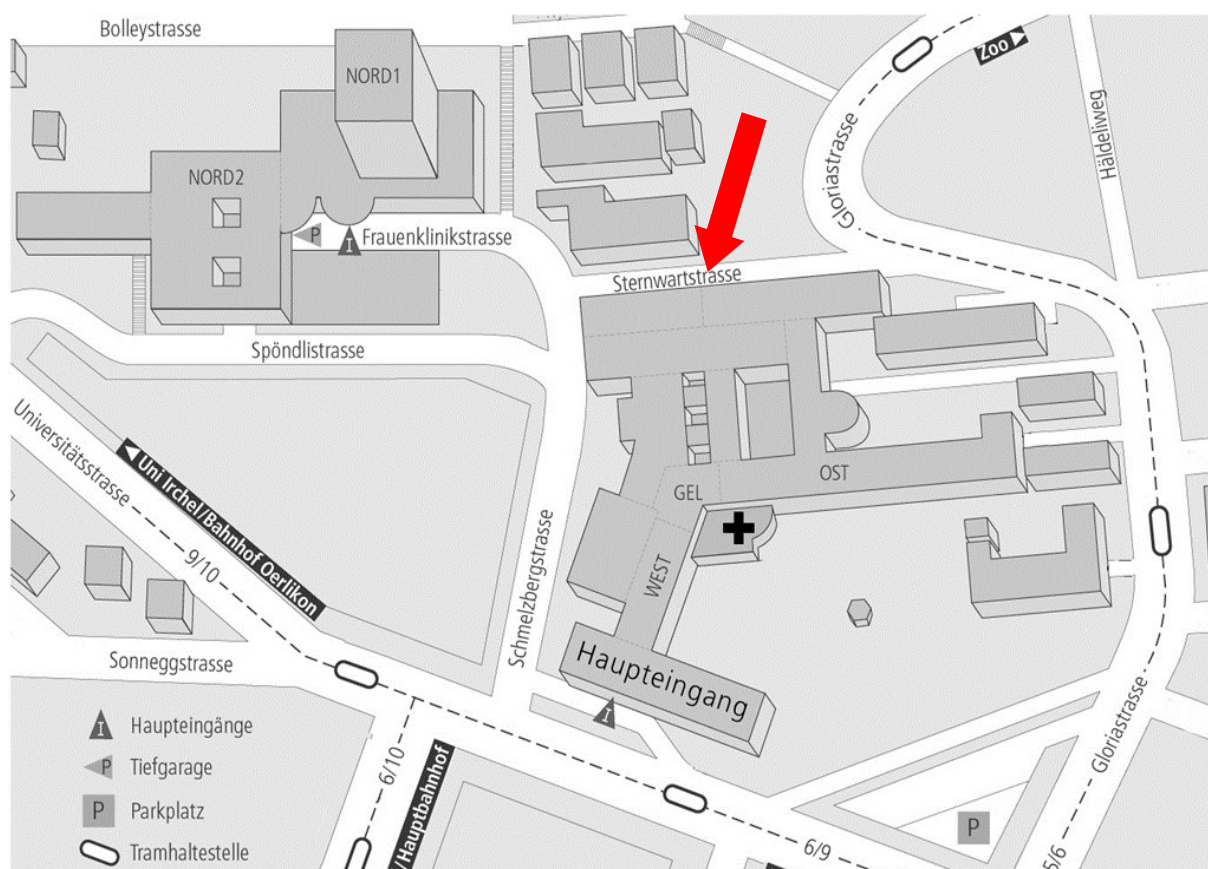 Bolleystrasse
NORD1
Zoo
Gloriastrasse
Häldeliweg
NORD2
P
I
Frauenklinikstrasse
Sternwartstrasse
Spöndlistrasse
Universitätsstrasse
Uni Irchel/Bahnhof Oerlikon
9/10
OST
GEL
WEST
Schmelzbergstrasse
Haupteingang
I
Sonneggstrasse
Gloriastrasse
I Haupteingänge
P Tiefgarage
P Parkplatz
Tramhaltestelle
6/10
/Hauptbahnhof
6/9
P
5/6